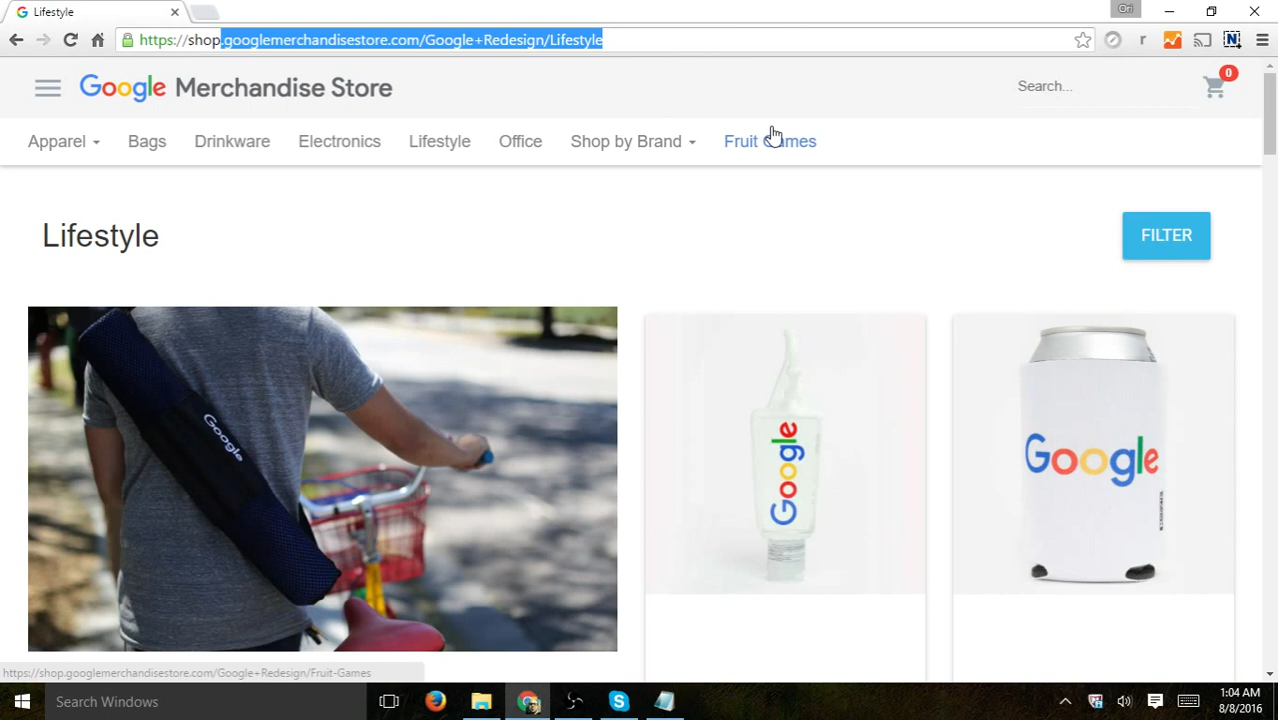 Lifestyle
Ori
https://shop.googlemerchandisestore.com/Google+Redesign/Lifestyle
r
N
Google Merchandise Store
Search...
0
Apparel Bags Drinkware Electronics Lifestyle Office Shop by Brand Fruit Games
Lifestyle
FILTER
Google
Google
Google
https://shop.googlemerchandisestore.com/Google+Redesign/Fruit-Games
Search Windows
1:04 AM
8/8/2016